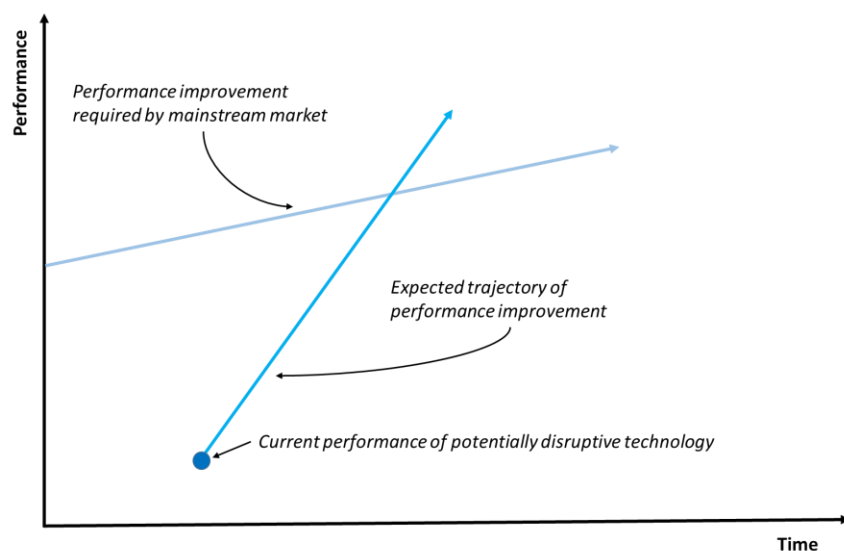 Performance
Performance improvement
required by mainstream market
Expected trajectory of
performance improvement
Current performance of potentially disruptive technology
Time